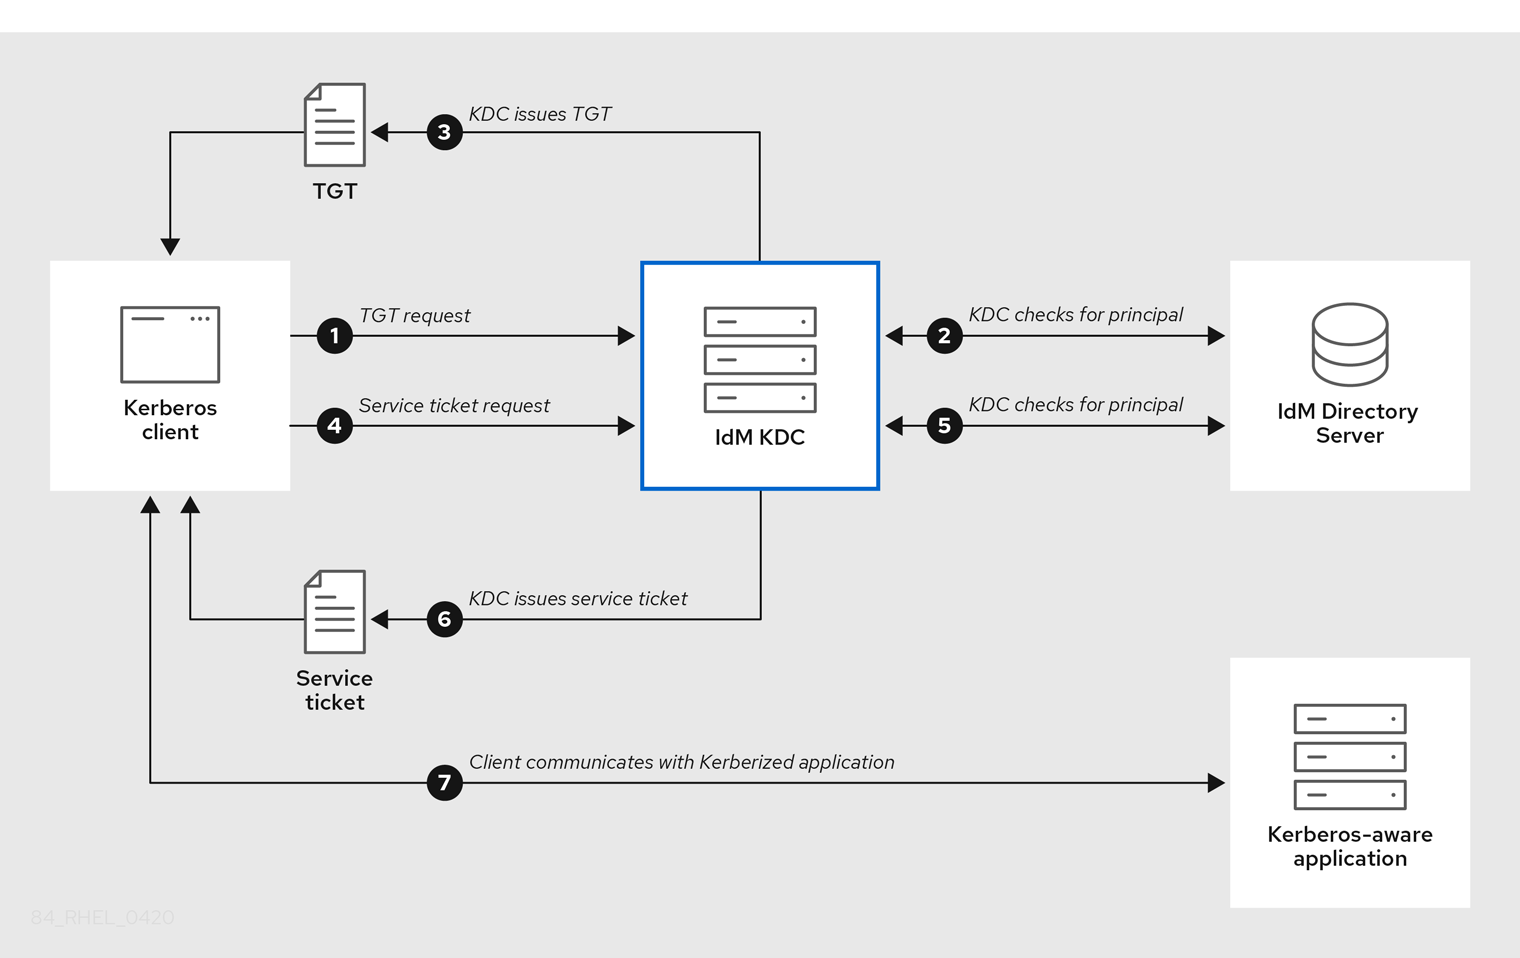 3
KDC issues TGT
TGT
1
TGT request
2
KDC checks for principal
4
Service ticket request
5
KDC checks for principal
Kerberos
client
IdM KDC
IdM Directory
Server
6
KDC issues service ticket
Service
ticket
7
Client communicates with Kerberized application
Kerberos-aware
application
84_RHEL_0420